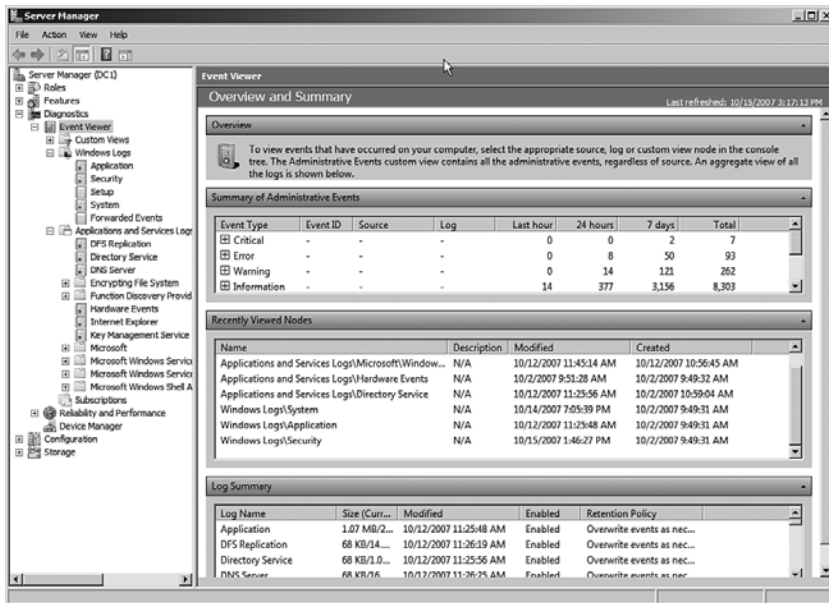 Server Manager
File Action View Help
Server Manager (DC1)
Roles
Features
Diagnostics
Event Viewer
Custom Views
Windows Logs
Application
Security
Setup
System
Forwarded Events
Applications and Services Logs
DFS Replication
Directory Service
DNS Server
Encrypting File System
Function Discovery Provid
Hardware Events
Internet Explorer
Key Management Service
Microsoft
Microsoft Windows Servic
Microsoft Windows Servic
Microsoft Windows Shell A
Subscriptions
Reliability and Performance
Device Manager
Configuration
Storage
Event Viewer
Overview and Summary Last refreshed: 10/15/2007 3:17:13 PM
Overview
To view events that have occurred on your computer, select the appropriate source, log or custom view node in the console
tree. The Administrative Events custom view contains all the administrative events, regardless of source. An aggregate view of all
the logs is shown below.
Summary of Administrative Events
Event Type Event ID Source Log Last hour 24 hours 7 days Total
Critical - - - 0 0 2 7
Error - - - 0 8 50 93
Warning - - - 0 14 121 262
Information - - - 14 377 3,156 8,303
Recently Viewed Nodes
Name Description Modified Created
Applications and Services Logs\Microsoft\Window... N/A 10/12/2007 11:45:14 AM 10/12/2007 10:56:45 AM
Applications and Services Logs\Hardware Events N/A 10/2/2007 9:51:28 AM 10/2/2007 9:49:32 AM
Applications and Services Logs\Directory Service N/A 10/12/2007 11:25:56 AM 10/2/2007 10:59:04 AM
Windows Logs\System N/A 10/14/2007 7:05:39 PM 10/2/2007 9:49:31 AM
Windows Logs\Application N/A 10/12/2007 11:25:48 AM 10/2/2007 9:49:31 AM
Windows Logs\Security N/A 10/15/2007 1:46:27 PM 10/2/2007 9:49:31 AM
Log Summary
Log Name Size (Curr... Modified Enabled Retention Policy
Application 1.07 MB/2... 10/12/2007 11:25:48 AM Enabled Overwrite events as nec...
DFS Replication 68 KB/14.... 10/12/2007 11:26:19 AM Enabled Overwrite events as nec...
Directory Service 68 KB/1.0... 10/12/2007 11:25:56 AM Enabled Overwrite events as nec...
DNS Server 68 KB/16 10/12/2007 11:26:25 AM Enabled Overwrite events as nec...